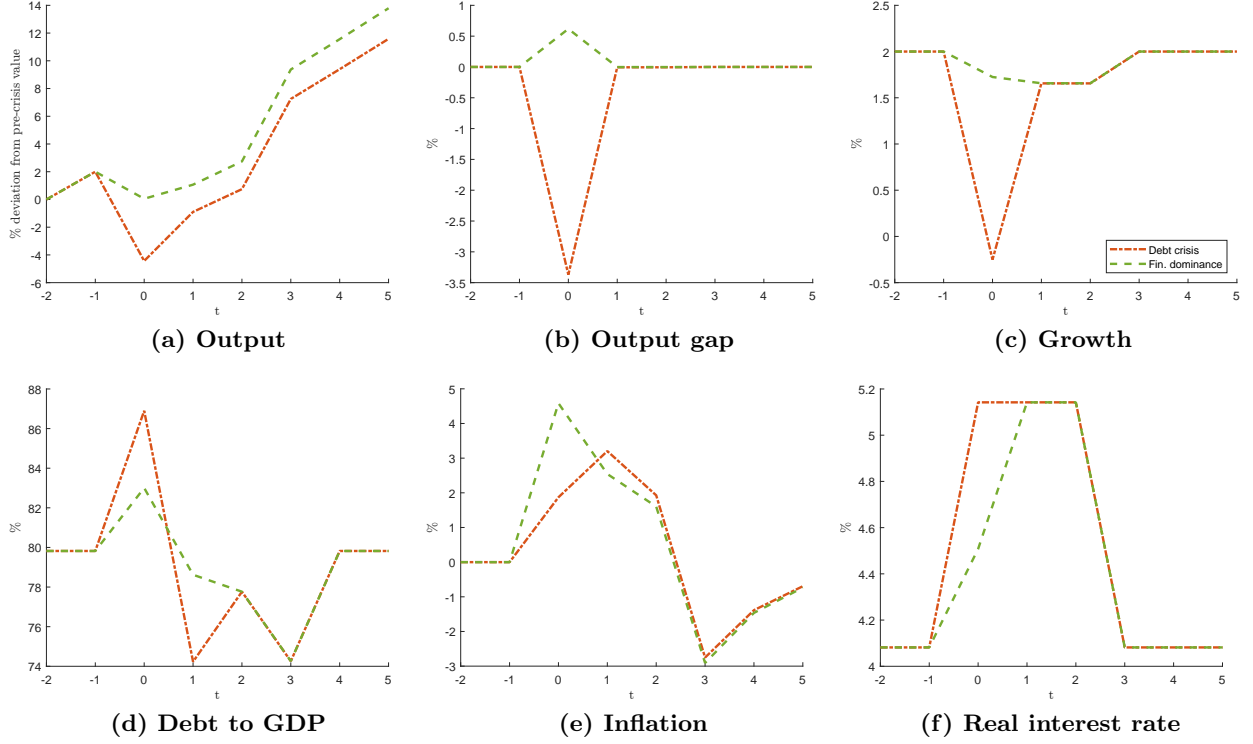 % deviation from pre-crisis value
14
12
10
8
6
4
2
0
-2
-4
-6
-2 -1 0 1 2 3 4 5
t
(a) Output
%
1
0.5
0
-0.5
-1
-1.5
-2
-2.5
-3
-3.5
-2 -1 0 1 2 3 4 5
t
(b) Output gap
%
2.5
2
1.5
1
0.5
0
-0.5
Debt crisis
Fin. dominance
-2 -1 0 1 2 3 4 5
t
(c) Growth
%
88
86
84
82
80
78
76
74
-2 -1 0 1 2 3 4 5
t
(d) Debt to GDP
%
5
4
3
2
1
0
-1
-2
-3
-2 -1 0 1 2 3 4 5
t
(e) Inflation
%
5.2
5
4.8
4.6
4.4
4.2
4
-2 -1 0 1 2 3 4 5
t
(f) Real interest rate